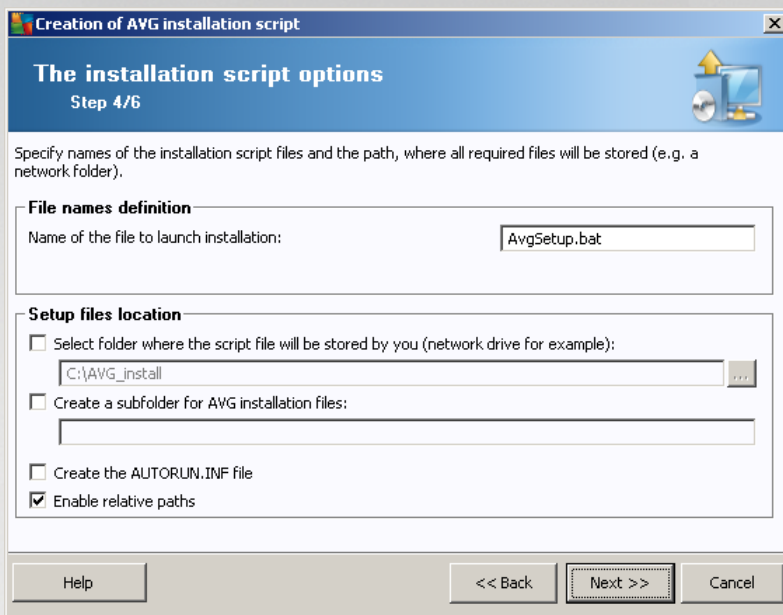 Creation of AVG installation script
The installation script options
Step 4/6
Specify names of the installation script files and the path, where all required files will be stored (e.g. a
network folder).
File names definition
Name of the file to launch installation:
AvgSetup.bat
Setup files location
Select folder where the script file will be stored by you (network drive for example):
C:\AVG_install
...
Create a subfolder for AVG installation files:
Create the AUTORUN.INF file
Enable relative paths
Help
<< Back
Next >>
Cancel